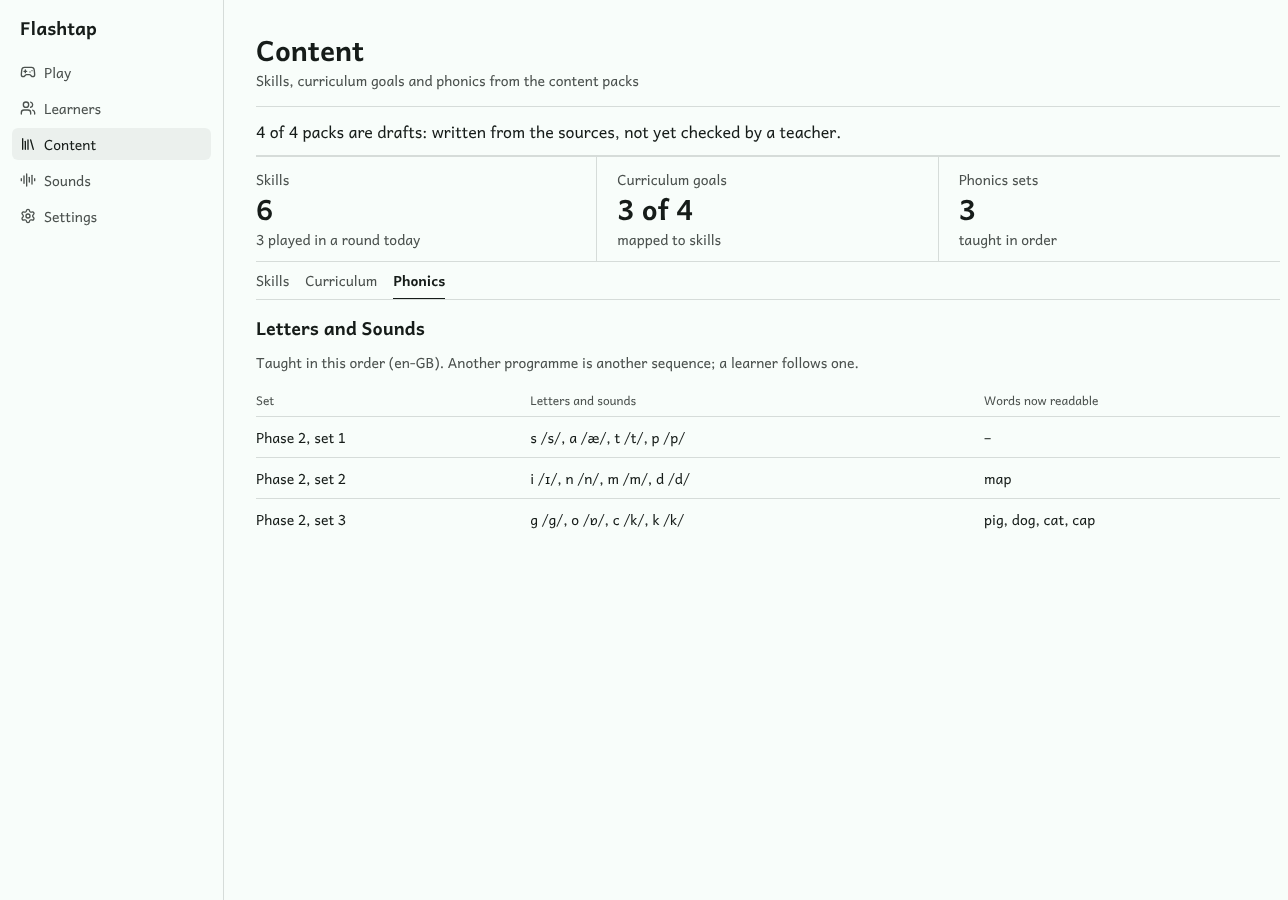 Flashtap
Play
Learners
Content
Sounds
Settings
Content
Skills, curriculum goals and phonics from the content packs
4 of 4 packs are drafts: written from the sources, not yet checked by a teacher.
Skills
6
3 played in a round today
Curriculum goals
3 of 4
mapped to skills
Phonics sets
3
taught in order
Skills Curriculum Phonics
Letters and Sounds
Taught in this order (en-GB). Another programme is another sequence; a learner follows one.
Set Letters and sounds Words now readable
Phase 2, set 1 s /s/, a /æ/, t /t/, p /p/ –
Phase 2, set 2 i /ɪ/, n /n/, m /m/, d /d/ map
Phase 2, set 3 g /ɡ/, o /ɒ/, c /k/, k /k/ pig, dog, cat, cap